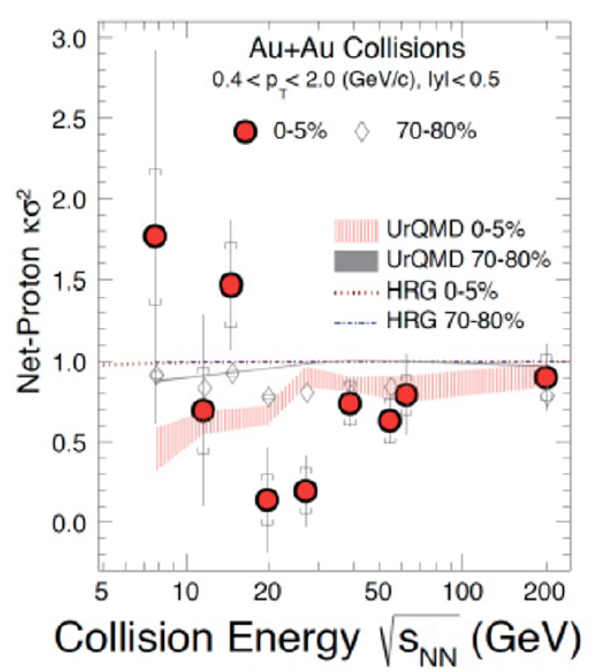 Au+Au Collisions
0.4 < p_T < 2.0 (GeV/c), |y| < 0.5
0-5% 70-80%
UrQMD 0-5%
UrQMD 70-80%
HRG 0-5%
HRG 70-80%
Net-Proton κσ²
3.0
2.5
2.0
1.5
1.0
0.5
0.0
5 10 20 50 100 200
Collision Energy √s_NN (GeV)